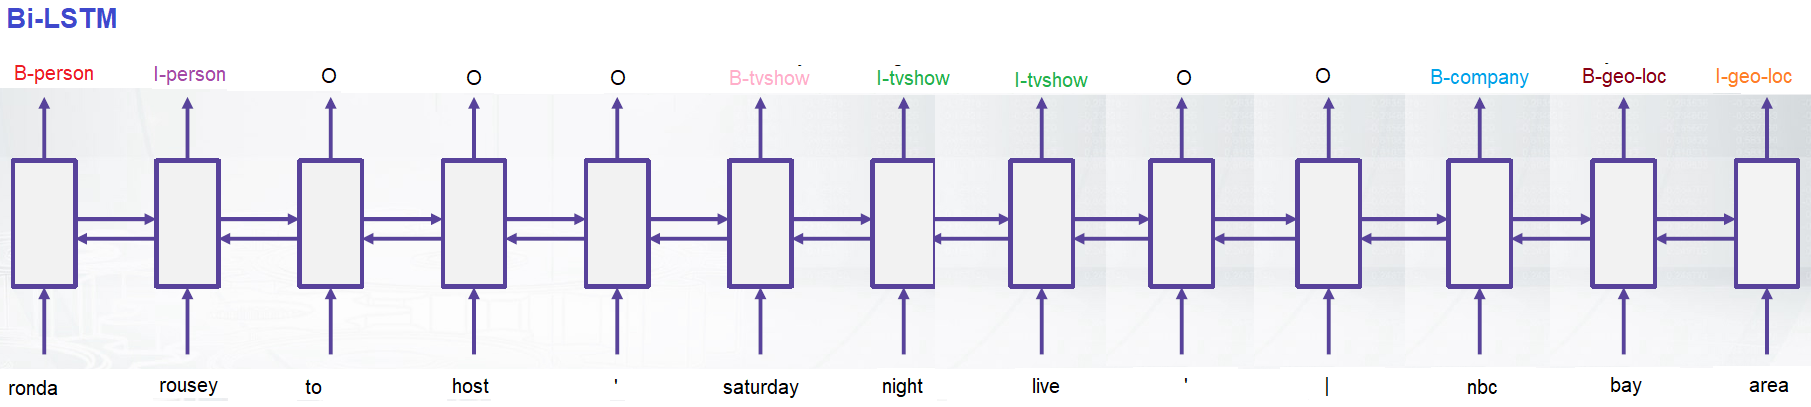 Bi-LSTM
B-person I-person O O O B-tvshow I-tvshow I-tvshow O O B-company B-geo-loc I-geo-loc
ronda rousey to host ' saturday night live ' | nbc bay area